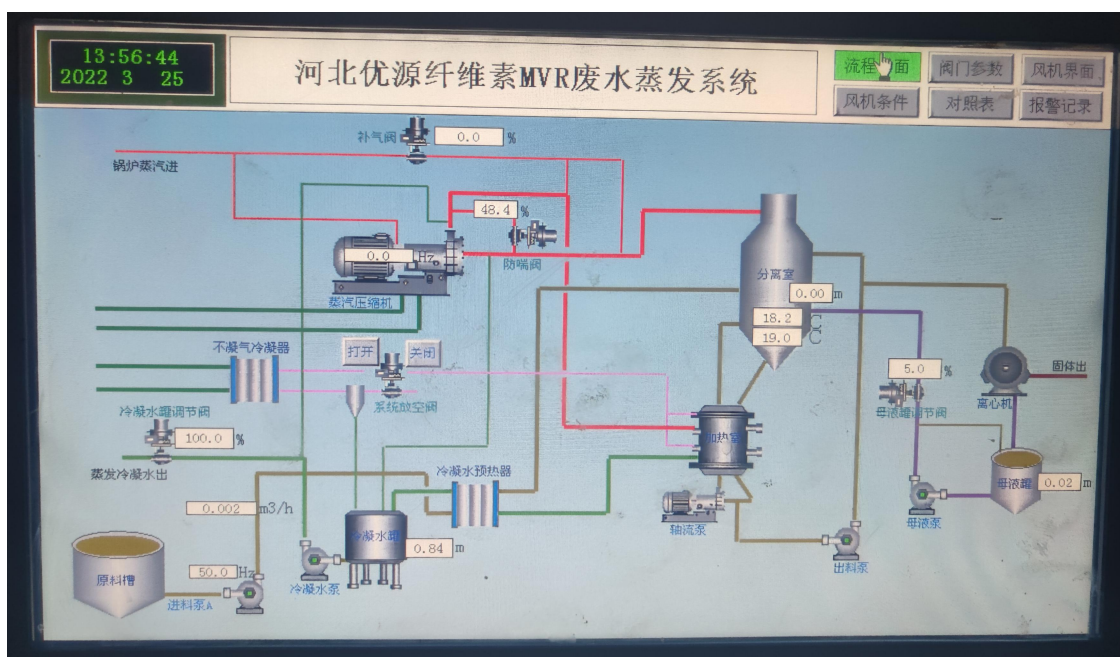 13:56:44
2022 3 25
河北优源纤维素MVR废水蒸发系统
流程 面
阀门参数
风机界面
风机条件
对照表
报警记录
补气阀
0.0 %
锅炉蒸汽进
48.4 %
防喘阀
0.0 Hz
蒸汽压缩机
分离室
0.00 m
18.2 C
19.0 C
不凝气冷凝器
打开
关闭
系统放空阀
5.0 %
母液罐调节阀
固体出
离心机
冷凝水罐调节阀
100.0 %
蒸发冷凝水出
加热室
冷凝水预热器
母液罐
0.02 m
0.002 m3/h
轴流泵
母液泵
冷凝水罐
0.84 m
原料槽
50.0 Hz
进料泵A
冷凝水泵
出料泵